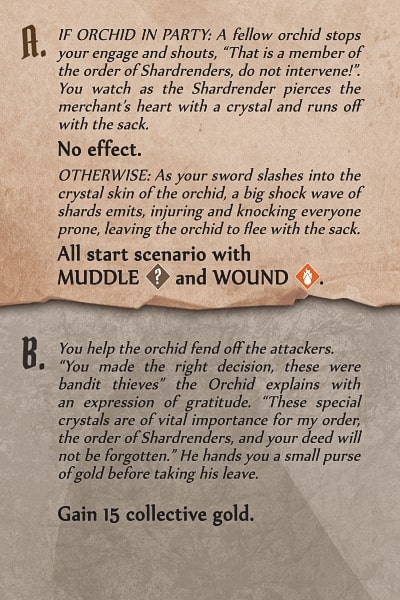 A. IF ORCHID IN PARTY: A fellow orchid stops
your engage and shouts, “That is a member of
the order of Shardrenders, do not intervene!”.
You watch as the Shardrender pierces the
merchant’s heart with a crystal and runs off
with the sack.
No effect.
OTHERWISE: As your sword slashes into the
crystal skin of the orchid, a big shock wave of
shards emits, injuring and knocking everyone
prone, leaving the orchid to flee with the sack.
All start scenario with
MUDDLE ? and WOUND .
B. You help the orchid fend off the attackers.
“You made the right decision, these were
bandit thieves” the Orchid explains with
an expression of gratitude. “These special
crystals are of vital importance for my order,
the order of Shardrenders, and your deed will
not be forgotten.” He hands you a small purse
of gold before taking his leave.
Gain 15 collective gold.